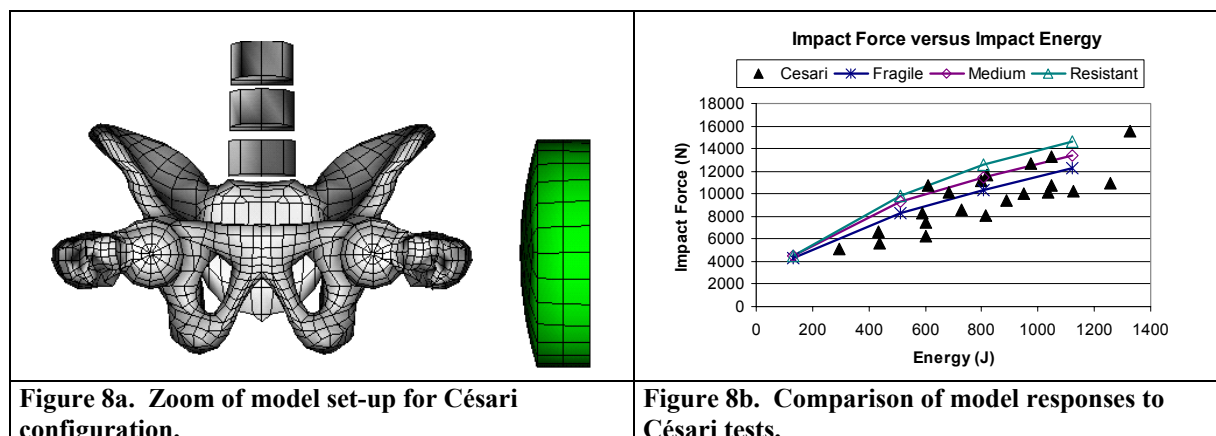 Impact Force versus Impact Energy
Cesari Fragile Medium Resistant
18000
16000
14000
12000
10000
8000
6000
4000
2000
0
Impact Force (N)
0 200 400 600 800 1000 1200 1400
Energy (J)
Figure 8a. Zoom of model set-up for Césari
configuration.
Figure 8b. Comparison of model responses to
Césari tests.